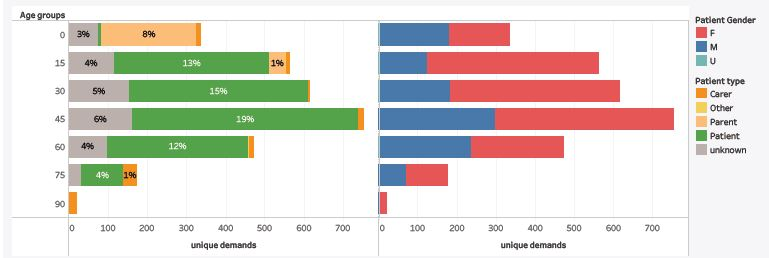 Age groups
0
3%
8%
15
4%
13%
1%
30
5%
15%
45
6%
19%
60
4%
12%
75
4%
1%
90
0 100 200 300 400 500 600 700
unique demands
0 100 200 300 400 500 600 700
unique demands
Patient Gender
F
M
U
Patient type
Carer
Other
Parent
Patient
unknown